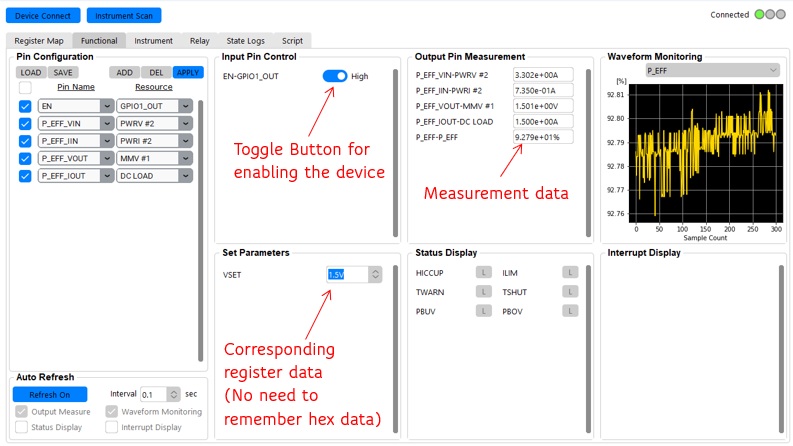 Device Connect
Instrument Scan
Connected
Register Map
Functional
Instrument
Relay
State Logs
Script
Pin Configuration
LOAD
SAVE
ADD
DEL
APPLY
Pin Name
Resource
EN
GPIO1_OUT
P_EFF_VIN
PWRV #2
P_EFF_IIN
PWRI #2
P_EFF_VOUT
MMV #1
P_EFF_IOUT
DC LOAD
Auto Refresh
Refresh On
Interval
0.1
sec
Output Measure
Waveform Monitoring
Status Display
Interrupt Display
Input Pin Control
EN-GPIO1_OUT
High
Toggle Button for
enabling the device
Set Parameters
VSET
1.5V
Corresponding
register data
(No need to
remember hex data)
Output Pin Measurement
P_EFF_VIN-PWRV #2
3.302e+00A
P_EFF_IIN-PWRI #2
7.350e-01A
P_EFF_VOUT-MMV #1
1.501e+00V
P_EFF_IOUT-DC LOAD
1.500e+00A
P_EFF-P_EFF
9.279e+01%
Measurement data
Status Display
HICCUP
L
ILIM
L
TWARN
L
TSHUT
L
PBUV
L
PBOV
L
Waveform Monitoring
P_EFF
[%]
92.81
92.80
92.79
92.78
92.77
92.76
0
50
100
150
200
250
300
Sample Count
Interrupt Display